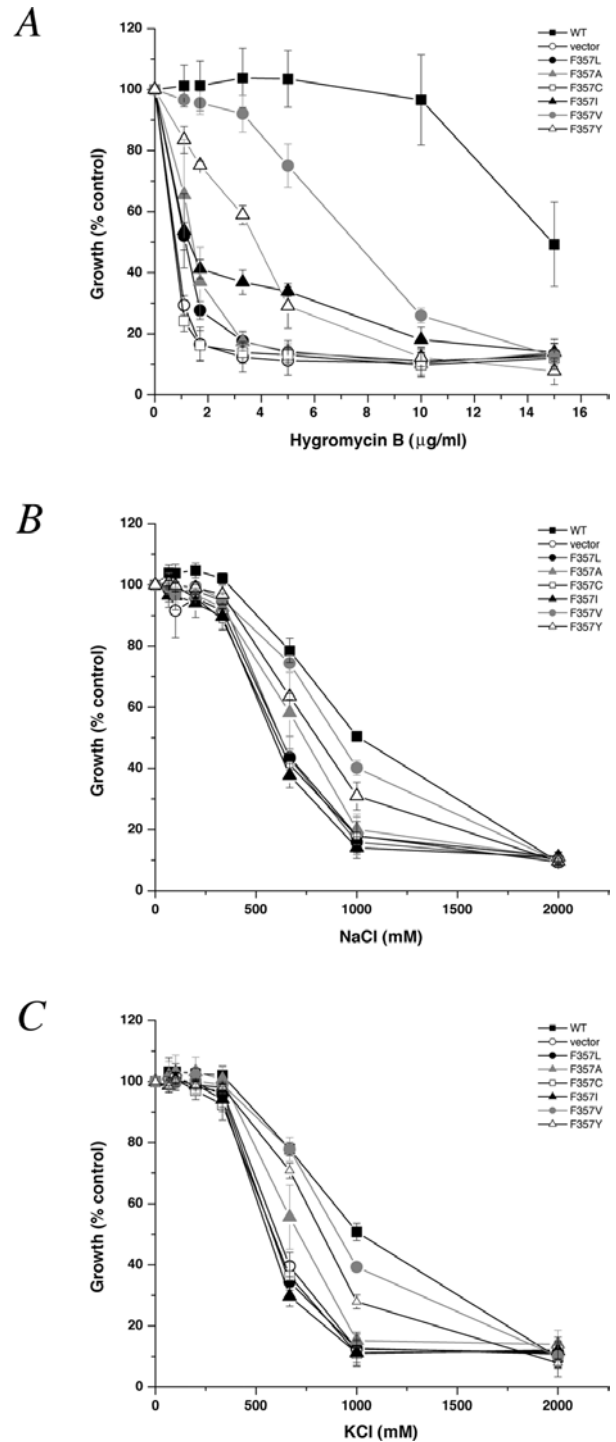 A
120
100
80
60
40
20
0
Growth (% control)
0
2
4
6
8
10
12
14
16
Hygromycin B (μg/ml)
WT
vector
F357L
F357A
F357C
F357I
F357V
F357Y
B
120
100
80
60
40
20
0
Growth (% control)
0
500
1000
1500
2000
NaCl (mM)
WT
vector
F357L
F357A
F357C
F357I
F357V
F357Y
C
120
100
80
60
40
20
0
Growth (% control)
0
500
1000
1500
2000
KCl (mM)
WT
vector
F357L
F357A
F357C
F357I
F357V
F357Y